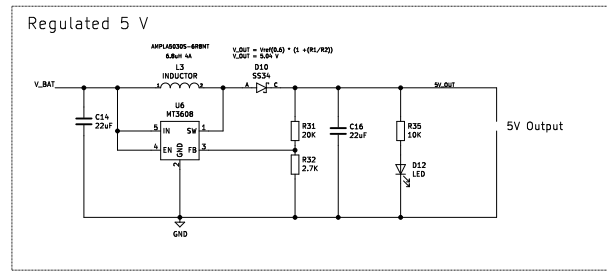 Regulated 5 V
AMPLA5030S-6R8MT
6.8uH 4A
L3
INDUCTOR
1
2
V_OUT = Vref(0.6) * (1 +(R1/R2))
V_OUT = 5.04 V
D10
SS34
A
C
V_BAT
5V_OUT
C14
22uF
U6
MT3608
5
IN
SW
1
4
EN
GND
FB
3
2
R31
20K
R32
2.7K
C16
22uF
R35
10K
D12
LED
5V Output
GND